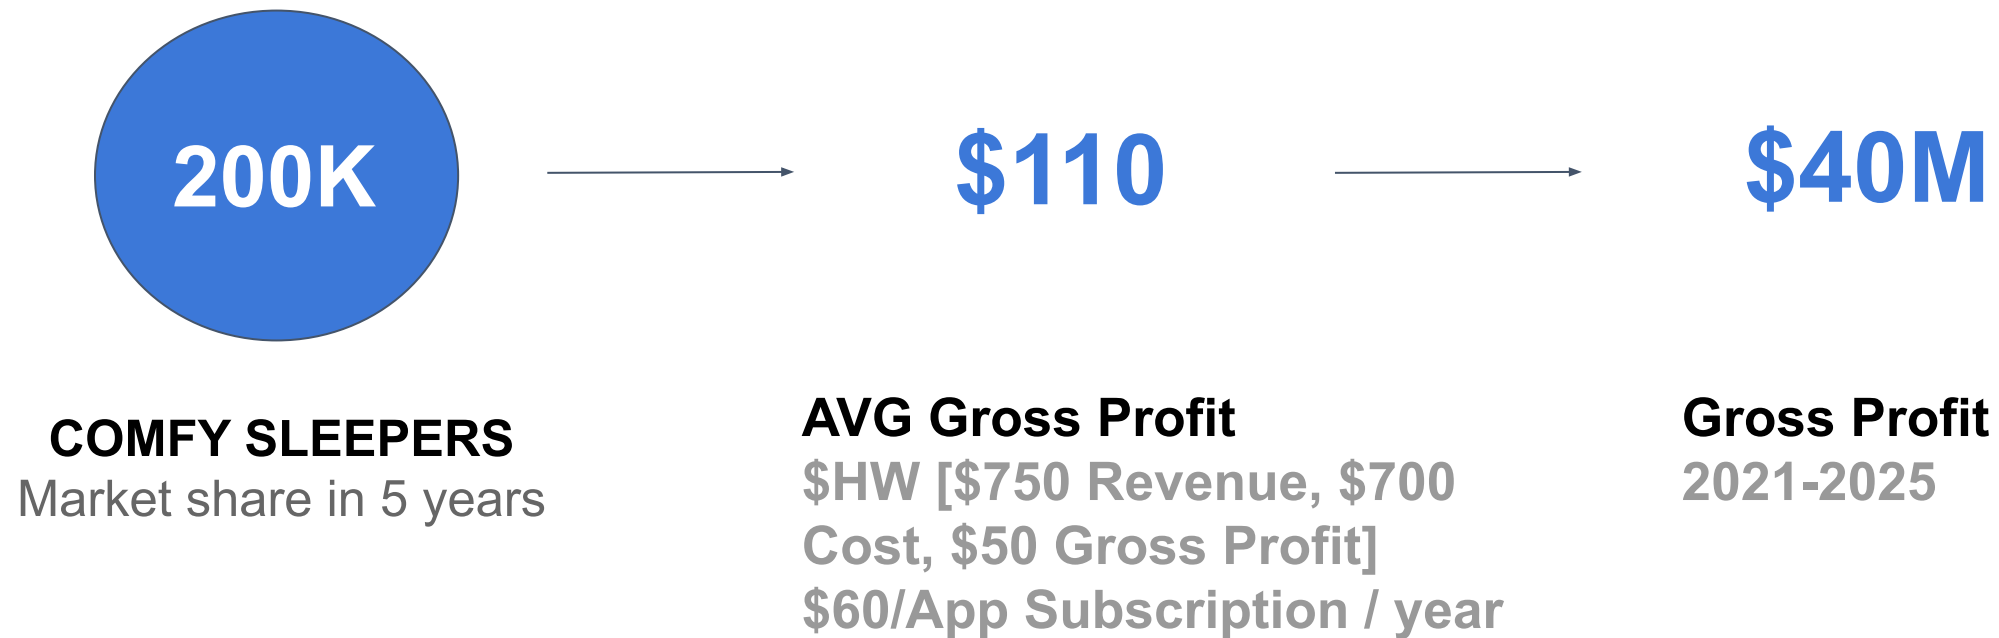 200K
$110
$40M
COMFY SLEEPERS
Market share in 5 years
AVG Gross Profit
$HW [$750 Revenue, $700
Cost, $50 Gross Profit]
$60/App Subscription / year
Gross Profit
2021-2025